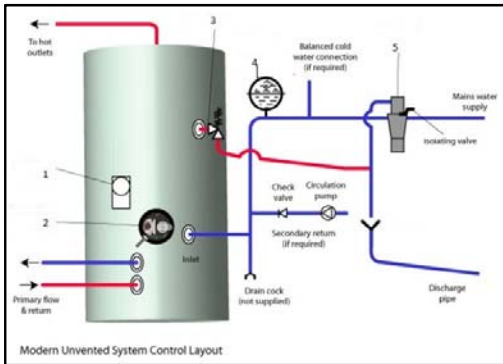 To hot
outlets
3
4
Balanced cold
water connection
(if required)
5
Mains water
supply
Isolating valve
1
2
Check
valve
Circulation
pump
Secondary return
(if required)
Inlet
Primary flow
& return
Drain cock
(not supplied)
Discharge
pipe
Modern Unvented System Control Layout